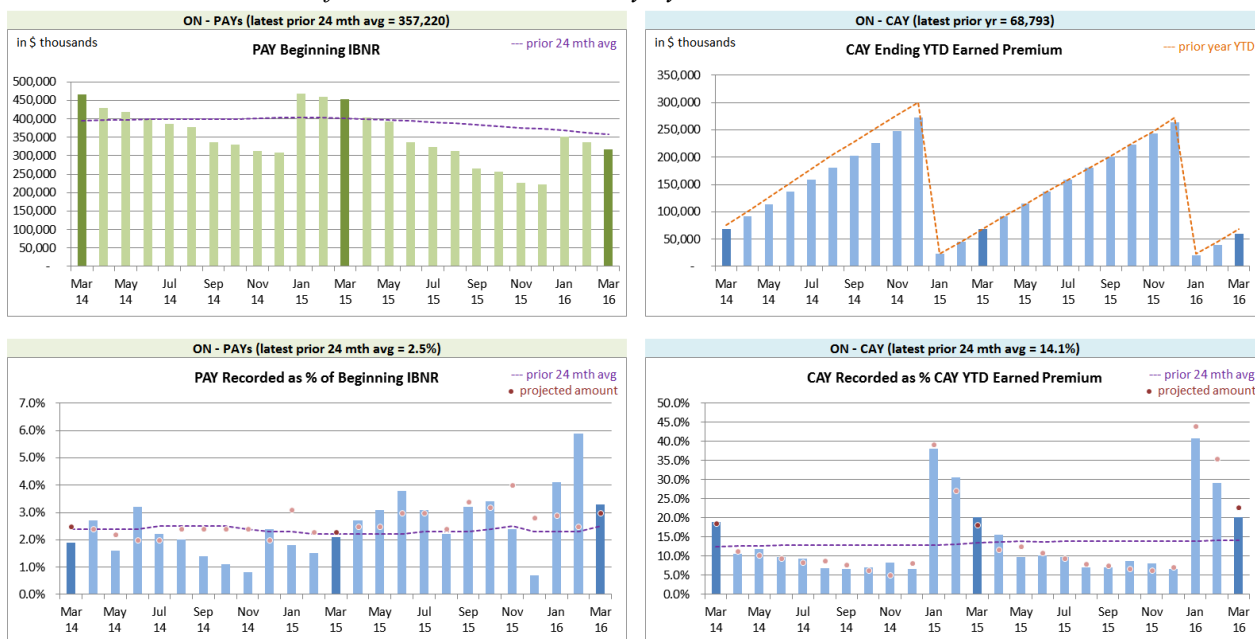 ON - PAYs (latest prior 24 mth avg = 357,220)
in $ thousands
PAY Beginning IBNR
--- prior 24 mth avg
500,000
450,000
400,000
350,000
300,000
250,000
200,000
150,000
100,000
50,000
-
Mar May Jul Sep Nov Jan Mar May Jul Sep Nov Jan Mar
14 14 14 14 14 15 15 15 15 15 15 16 16
ON - CAY (latest prior yr = 68,793)
in $ thousands
CAY Ending YTD Earned Premium
--- prior year YTD
350,000
300,000
250,000
200,000
150,000
100,000
50,000
-
Mar May Jul Sep Nov Jan Mar May Jul Sep Nov Jan Mar
14 14 14 14 14 15 15 15 15 15 15 16 16
ON - PAYs (latest prior 24 mth avg = 2.5%)
PAY Recorded as % of Beginning IBNR
--- prior 24 mth avg
• projected amount
7.0%
6.0%
5.0%
4.0%
3.0%
2.0%
1.0%
0.0%
Mar May Jul Sep Nov Jan Mar May Jul Sep Nov Jan Mar
14 14 14 14 14 15 15 15 15 15 15 16 16
ON - CAY (latest prior 24 mth avg = 14.1%)
CAY Recorded as % CAY YTD Earned Premium
--- prior 24 mth avg
• projected amount
50.0%
45.0%
40.0%
35.0%
30.0%
25.0%
20.0%
15.0%
10.0%
5.0%
0.0%
Mar May Jul Sep Nov Jan Mar May Jul Sep Nov Jan Mar
14 14 14 14 14 15 15 15 15 15 15 16 16